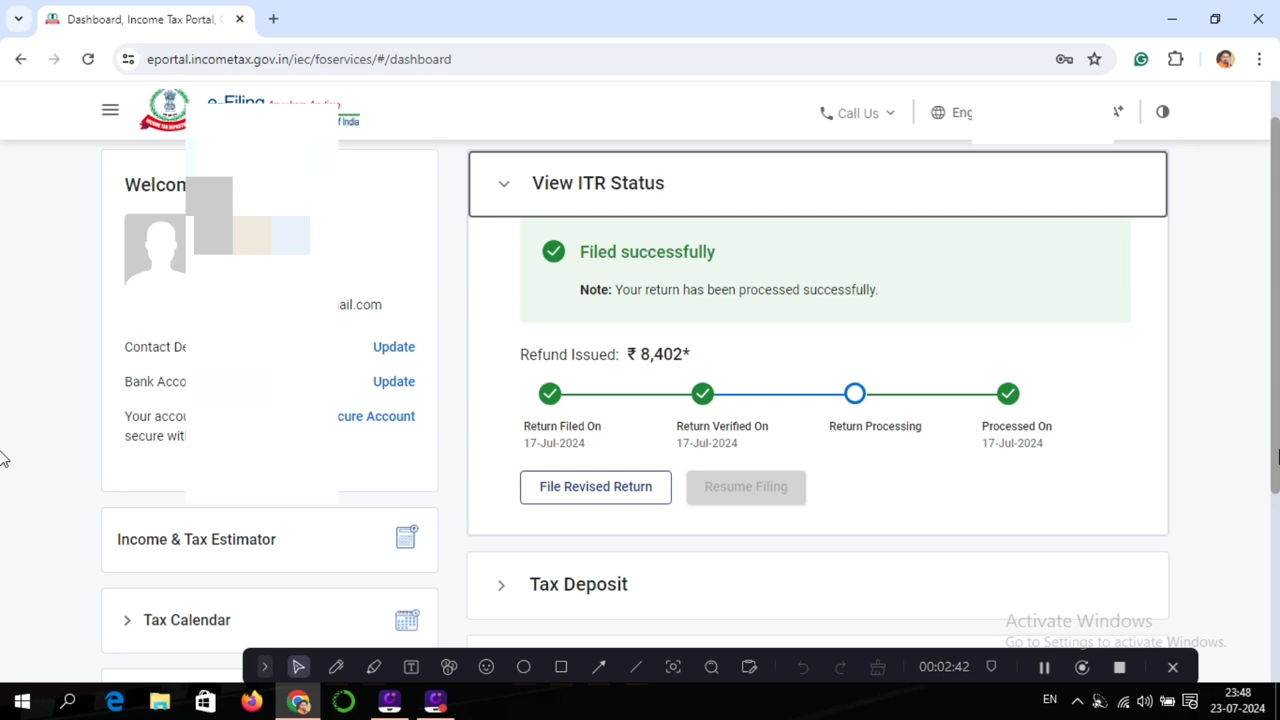 Dashboard, Income Tax Portal,
eportal.incometax.gov.in/iec/foservices/#/dashboard
e-Filing
of India
Call Us
Eng
Welcom
ail.com
Contact De
Update
Bank Acco
Update
Your accou
cure Account
secure wit
Income & Tax Estimator
Tax Calendar
View ITR Status
Filed successfully
Note: Your return has been processed successfully.
Refund Issued: ₹ 8,402*
Return Filed On
17-Jul-2024
Return Verified On
17-Jul-2024
Return Processing
Processed On
17-Jul-2024
File Revised Return
Resume Filing
Tax Deposit
Activate Windows
Go to Settings to activate Windows.
00:02:42
EN
23:48
23-07-2024